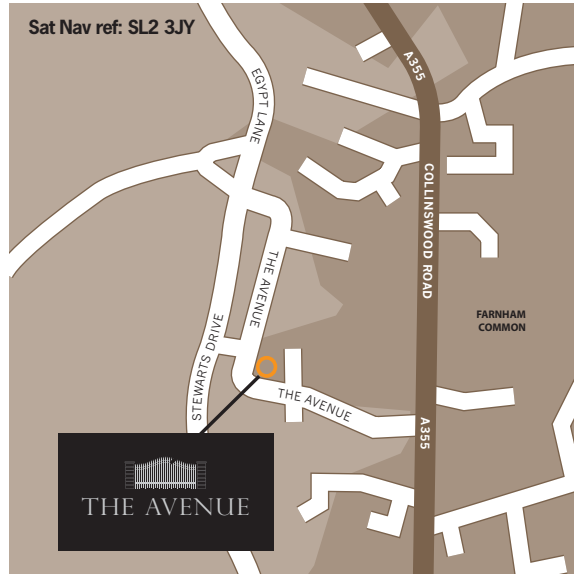 Sat Nav ref: SL2 3JY
A355
EGYPT LANE
COLLINSWOOD ROAD
THE AVENUE
FARNHAM
COMMON
STEWARTS DRIVE
THE AVENUE
A355
THE AVENUE